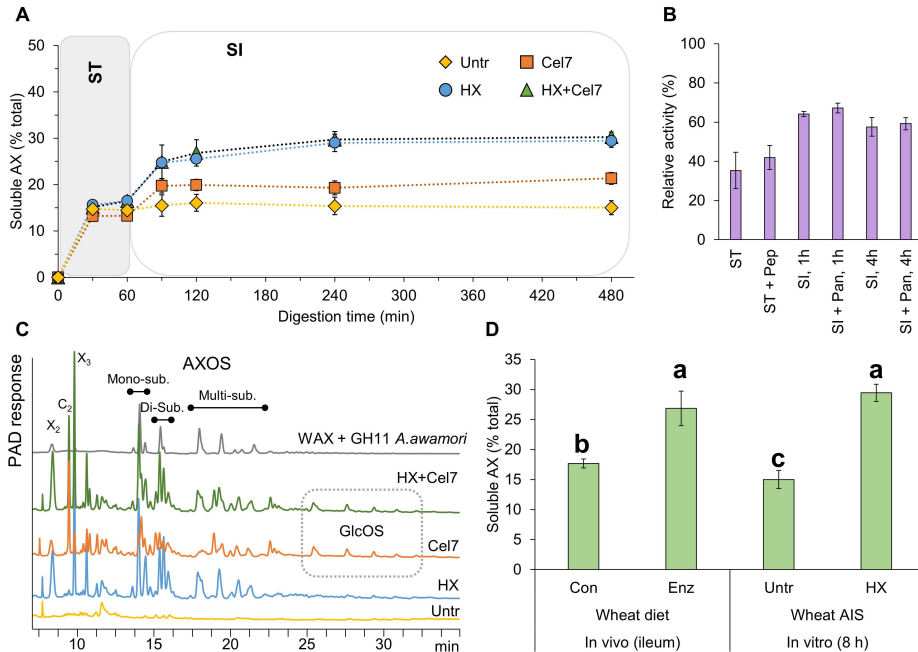 A
ST
SI
Untr
Cel7
HX
HX+Cel7
Soluble AX (% total)
50
40
30
20
10
0
0 60 120 180 240 300 360 420 480
Digestion time (min)
B
Relative activity (%)
100
80
60
40
20
0
ST
ST + Pep
SI, 1h
SI + Pan, 1h
SI, 4h
SI + Pan, 4h
C
PAD response
X3
AXOS
Mono-sub.
C2
Di-Sub.
Multi-sub.
X2
WAX + GH11 A.awamori
HX+Cel7
GlcOS
Cel7
HX
Untr
10 15 20 25 30 min
D
Soluble AX (% total)
35
30
25
20
15
10
5
0
b
a
c
a
Con Enz Untr HX
Wheat diet Wheat AIS
In vivo (ileum) In vitro (8 h)